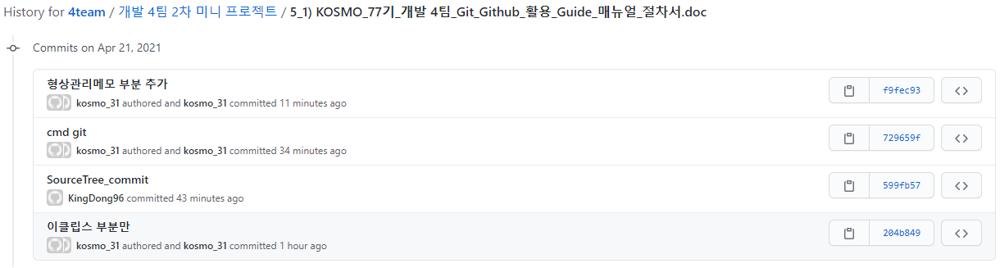 History for 4team / 개발 4팀 2차 미니 프로젝트 / 5_1) KOSMO_77기_개발 4팀_Git_Github_활용_Guide_매뉴얼_절차서.doc
Commits on Apr 21, 2021
형상관리메모 부분 추가
kosmo_31 authored and kosmo_31 committed 11 minutes ago
f9fec93
cmd git
kosmo_31 authored and kosmo_31 committed 34 minutes ago
729659f
SourceTree_commit
KingDong96 committed 43 minutes ago
599fb57
이클립스 부분만
kosmo_31 authored and kosmo_31 committed 1 hour ago
204b849